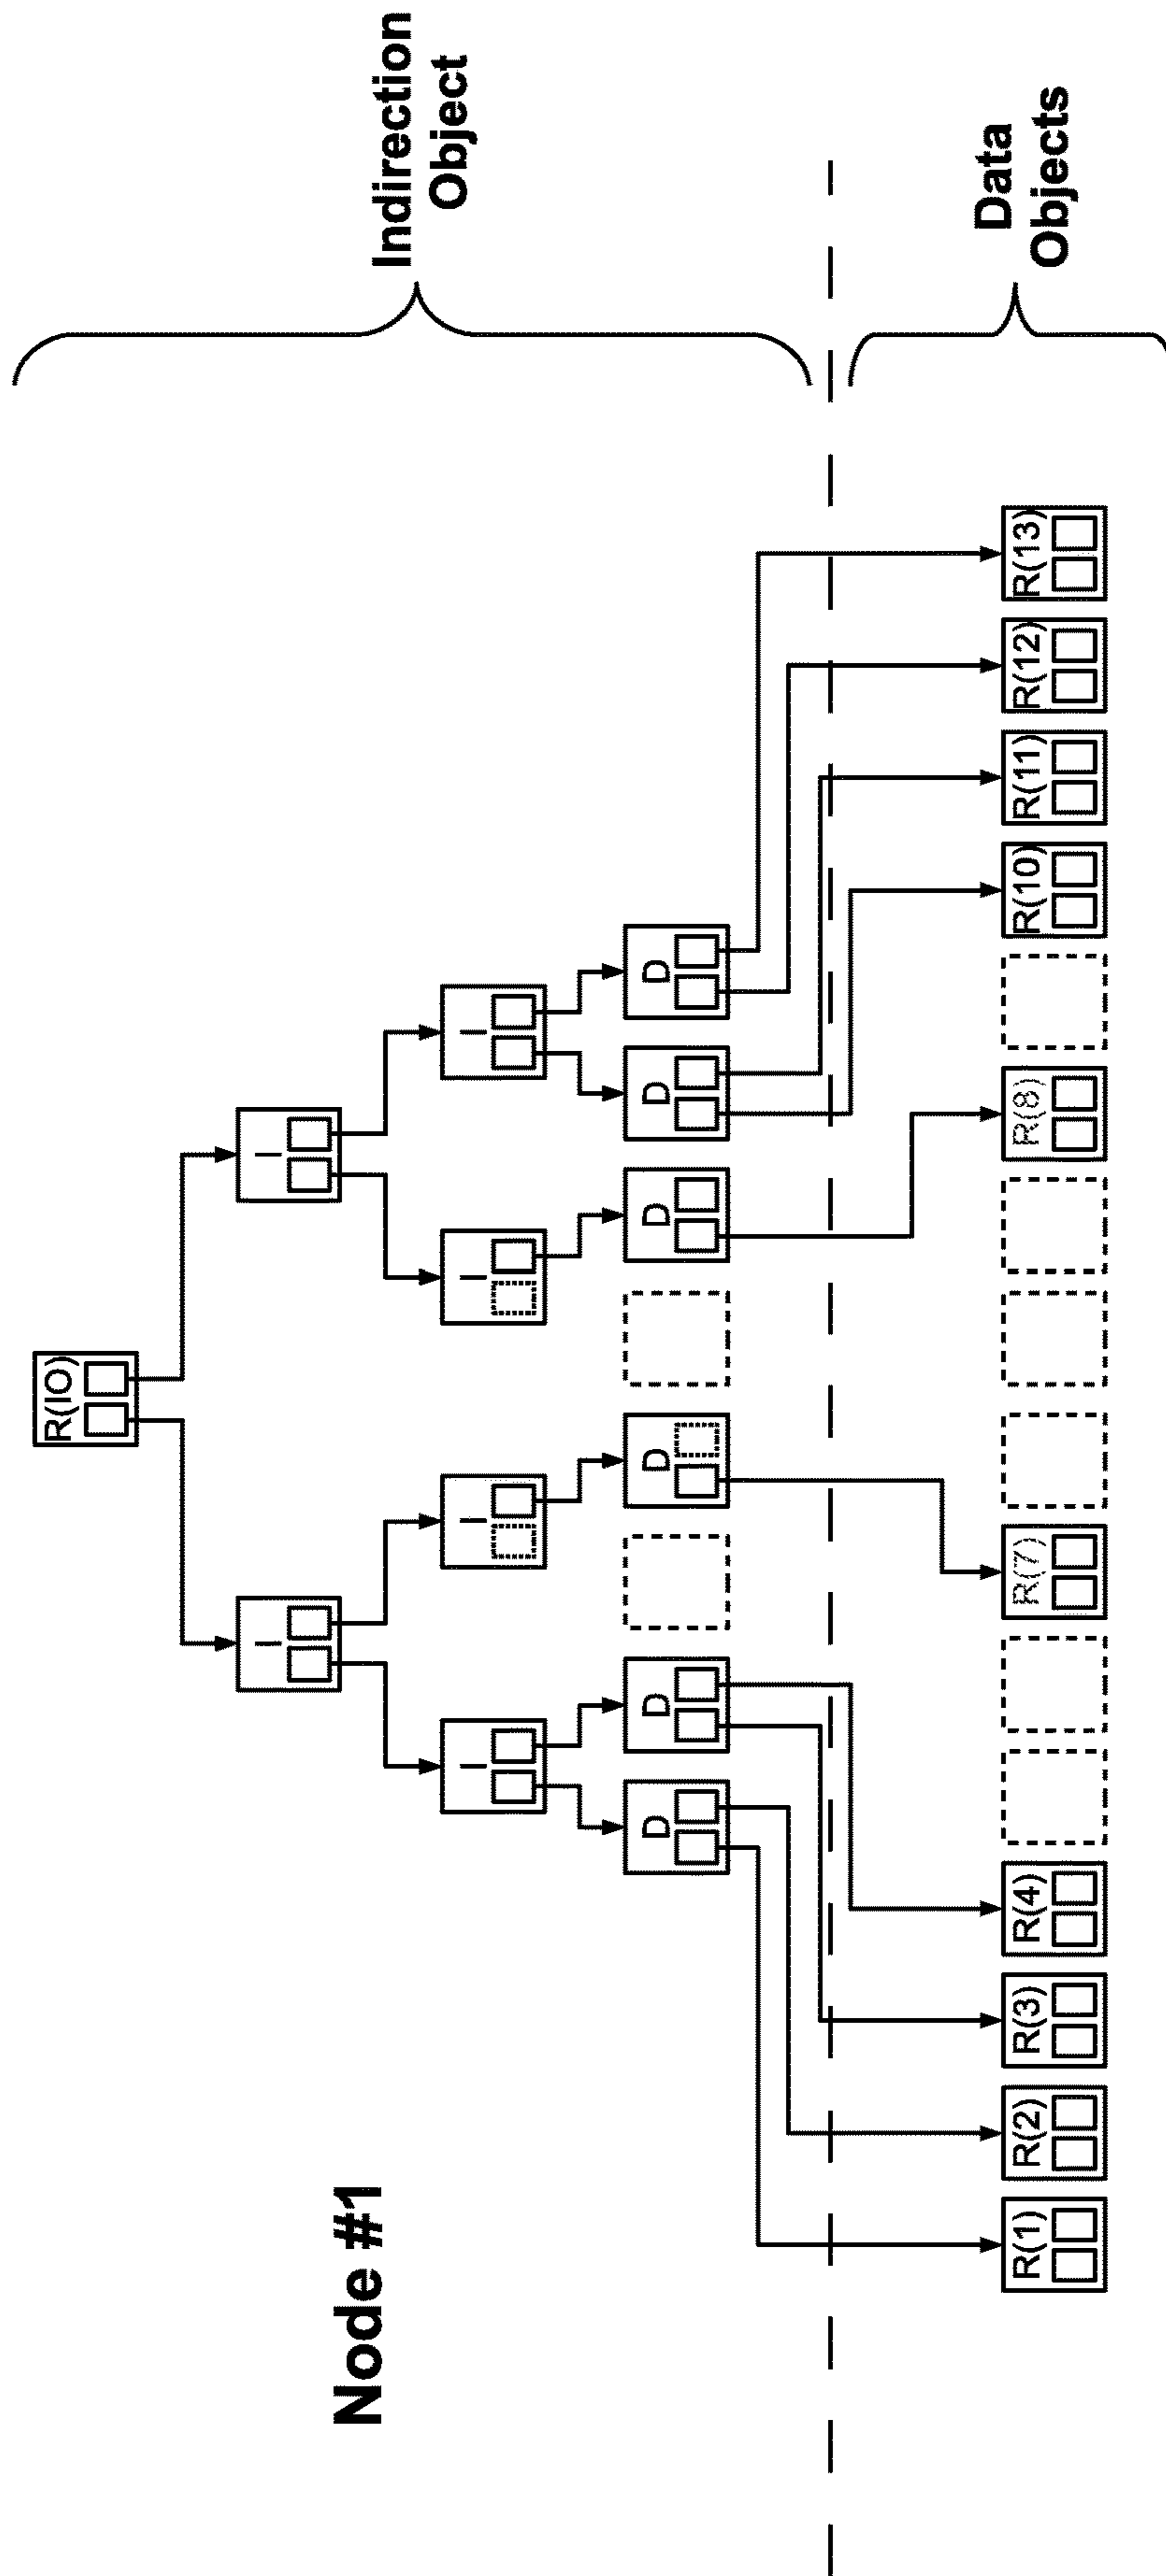 Node #1
Indirection
Object
R(IO)
I
I
I
I
I
I
D
D
D
D
D
D
Data
Objects
R(1)
R(2)
R(3)
R(4)
R(7)
R(8)
R(10)
R(11)
R(12)
R(13)